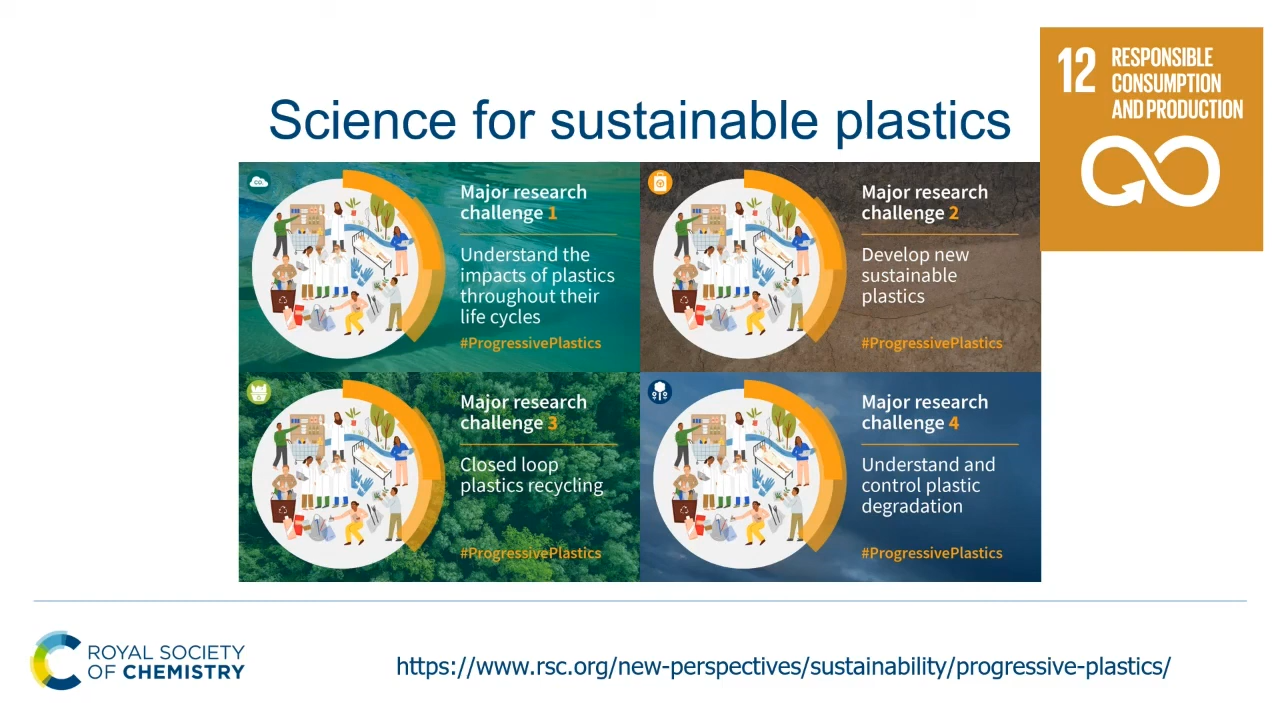 Science for sustainable plastics
12 RESPONSIBLE
CONSUMPTION
AND PRODUCTION
CO₂
Major research
challenge 1
Understand the
impacts of plastics
throughout their
life cycles
#ProgressivePlastics
Major research
challenge 2
Develop new
sustainable
plastics
#ProgressivePlastics
Major research
challenge 3
Closed loop
plastics recycling
#ProgressivePlastics
Major research
challenge 4
Understand and
control plastic
degradation
#ProgressivePlastics
ROYAL SOCIETY
OF CHEMISTRY
https://www.rsc.org/new-perspectives/sustainability/progressive-plastics/